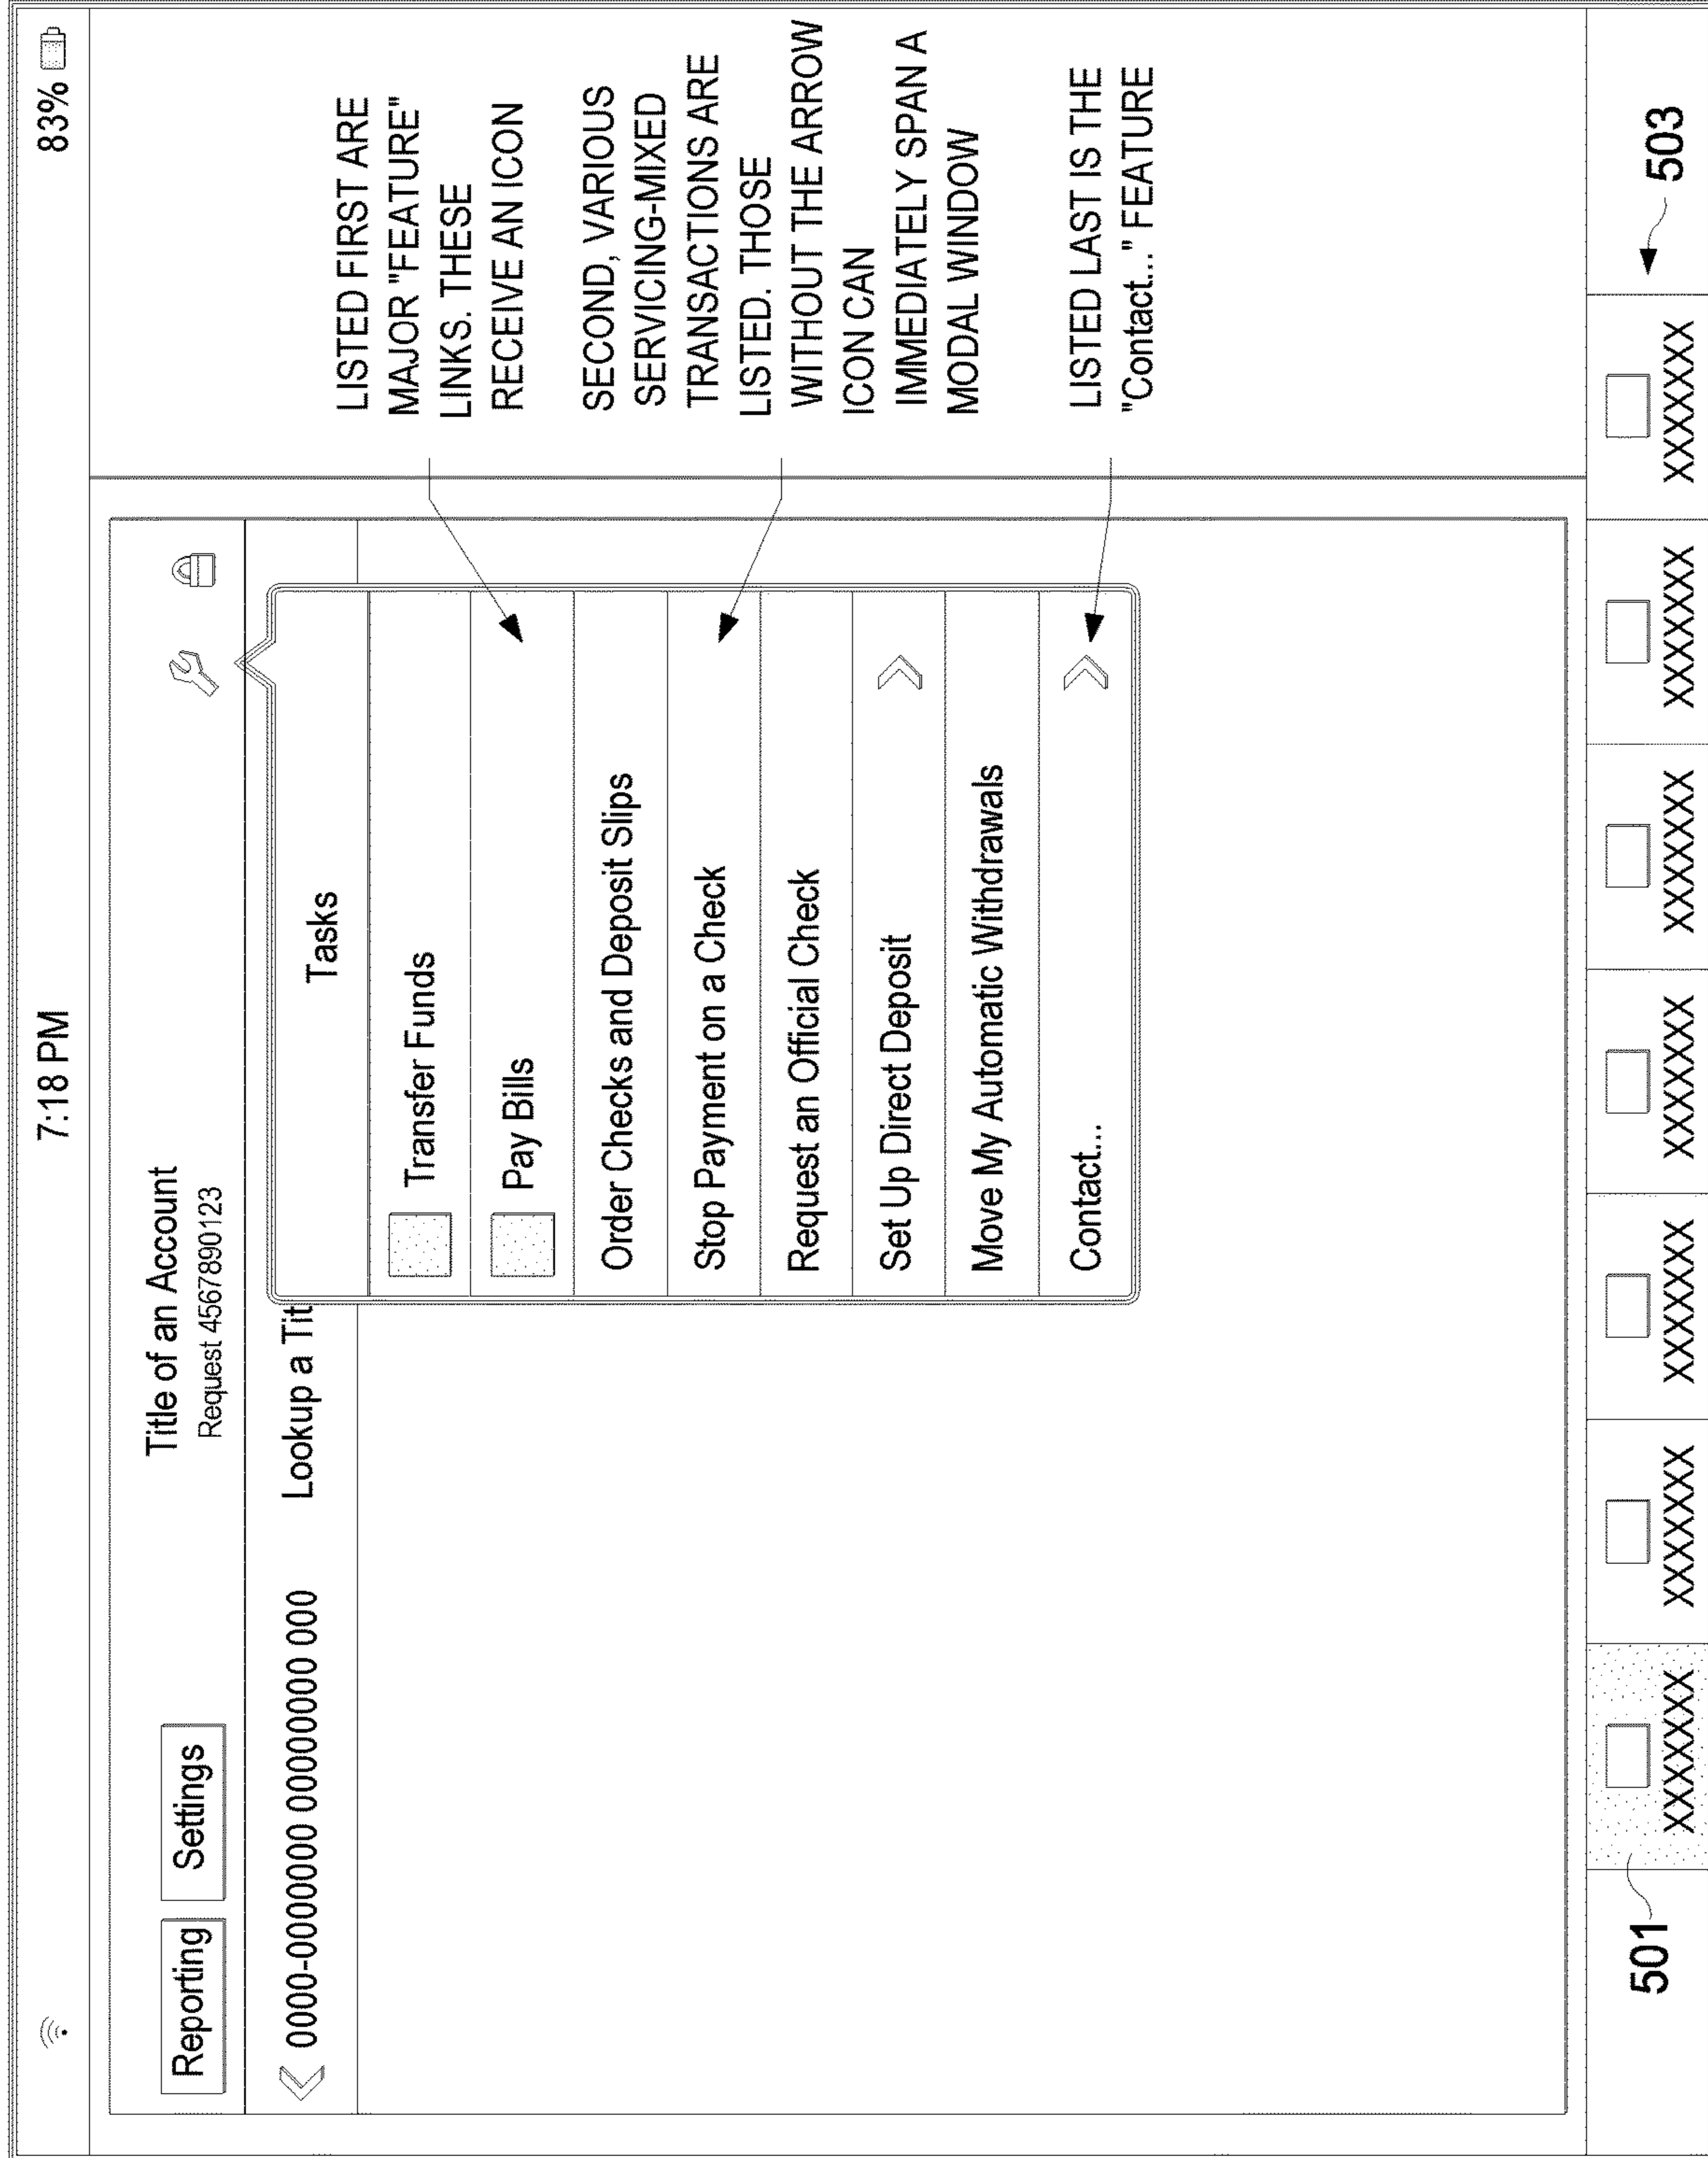 7:18 PM
83%
Reporting
Settings
Title of an Account
Request 45678901​23
0000-0000000 00000000 000
Lookup a Tit
Tasks
Transfer Funds
Pay Bills
Order Checks and Deposit Slips
Stop Payment on a Check
Request an Official Check
Set Up Direct Deposit
Move My Automatic Withdrawals
Contact...
LISTED FIRST ARE
MAJOR "FEATURE"
LINKS. THESE
RECEIVE AN ICON
SECOND, VARIOUS
SERVICING-MIXED
TRANSACTIONS ARE
LISTED. THOSE
WITHOUT THE ARROW
ICON CAN
IMMEDIATELY SPAN A
MODAL WINDOW
LISTED LAST IS THE
"Contact..." FEATURE
501
XXXXXXX
XXXXXXX
XXXXXXX
XXXXXXX
XXXXXXX
XXXXXXX
XXXXXXX
503